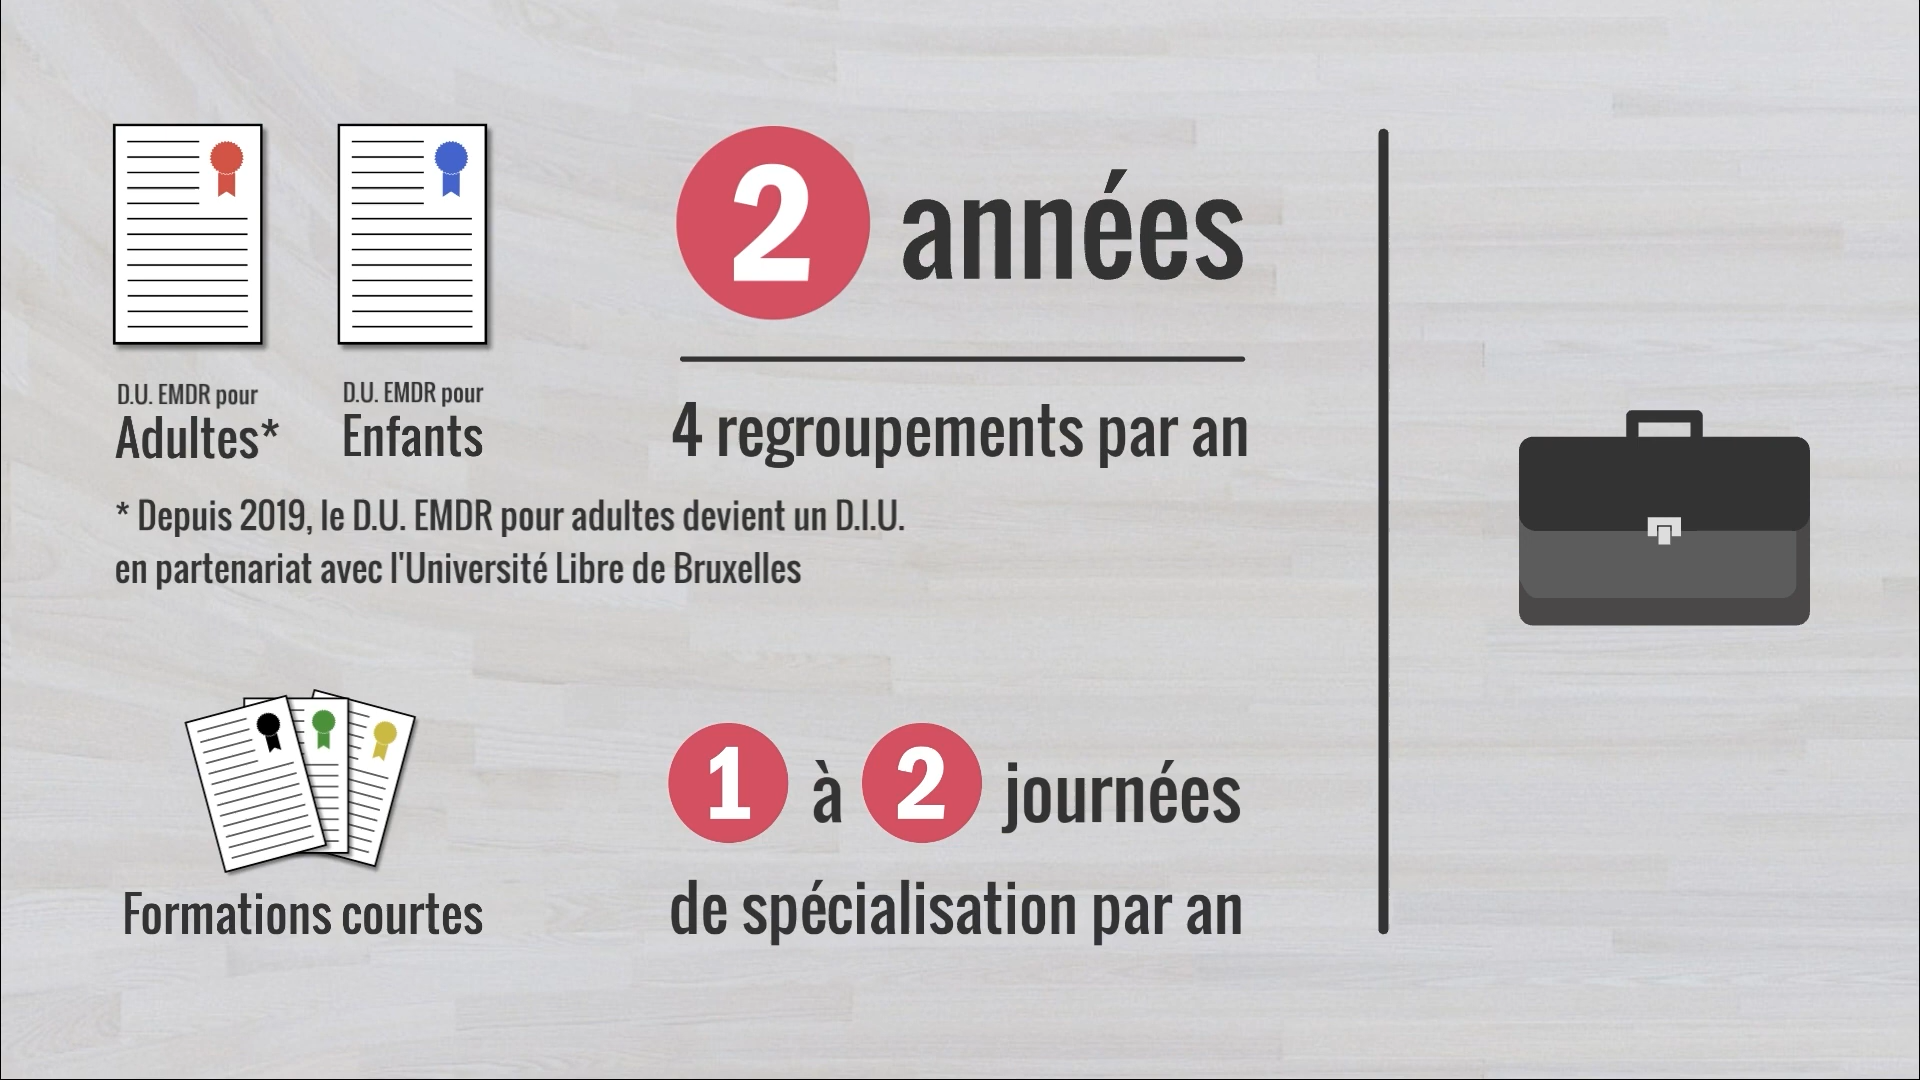 2 années
D.U. EMDR pour
Adultes*
D.U. EMDR pour
Enfants
4 regroupements par an
* Depuis 2019, le D.U. EMDR pour adultes devient un D.I.U.
en partenariat avec l'Université Libre de Bruxelles
1 à 2 journées
de spécialisation par an
Formations courtes